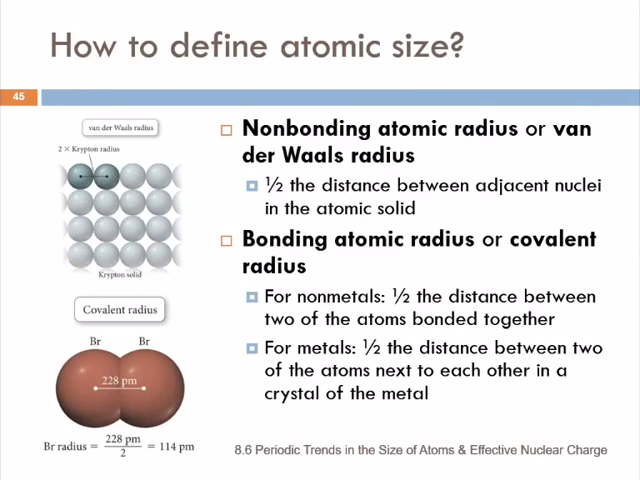 How to define atomic size?
45
van der Waals radius
2 × Krypton radius
Krypton solid
Covalent radius
Br Br
228 pm
Br radius = 228 pm / 2 = 114 pm
Nonbonding atomic radius or van
der Waals radius
½ the distance between adjacent nuclei
in the atomic solid
Bonding atomic radius or covalent
radius
For nonmetals: ½ the distance between
two of the atoms bonded together
For metals: ½ the distance between two
of the atoms next to each other in a
crystal of the metal
8.6 Periodic Trends in the Size of Atoms & Effective Nuclear Charge